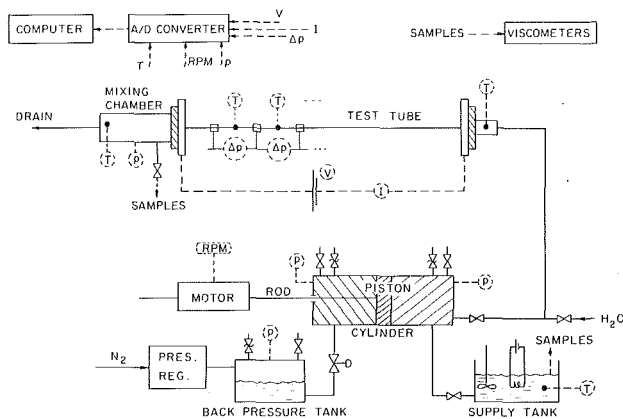 COMPUTER
A/D CONVERTER
V
I
Δp
T
RPM
p
SAMPLES
VISCOMETERS
MIXING
CHAMBER
DRAIN
T
p
SAMPLES
T
T
Δp
Δp
TEST TUBE
T
V
I
RPM
MOTOR
ROD
p
PISTON
CYLINDER
p
H₂O
N₂
PRES.
REG.
p
BACK PRESSURE TANK
SAMPLES
T
SUPPLY TANK